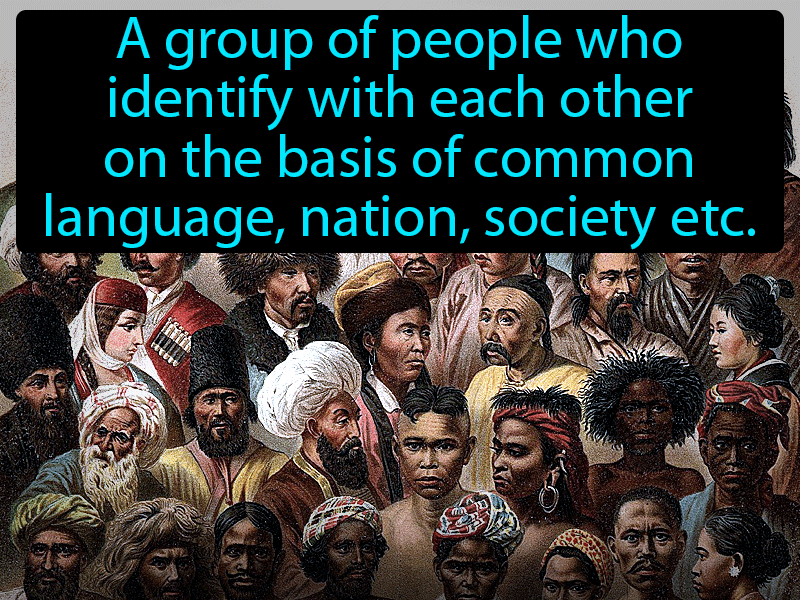 A group of people who
identify with each other
on the basis of common
language, nation, society etc.